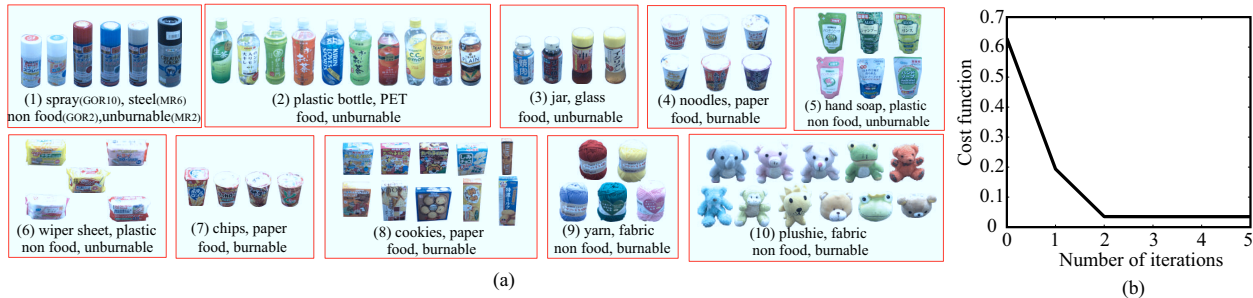 (1) spray(GOR10), steel(MR6)
non food(GOR2),unburnable(MR2)
(2) plastic bottle, PET
food, unburnable
(3) jar, glass
food, unburnable
(4) noodles, paper
food, burnable
(5) hand soap, plastic
non food, unburnable
(6) wiper sheet, plastic
non food, unburnable
(7) chips, paper
food, burnable
(8) cookies, paper
food, burnable
(9) yarn, fabric
non food, burnable
(10) plushie, fabric
non food, burnable
(a)
0.7
0.6
0.5
0.4
0.3
0.2
0.1
0
Cost function
0 1 2 3 4 5
Number of iterations
(b)